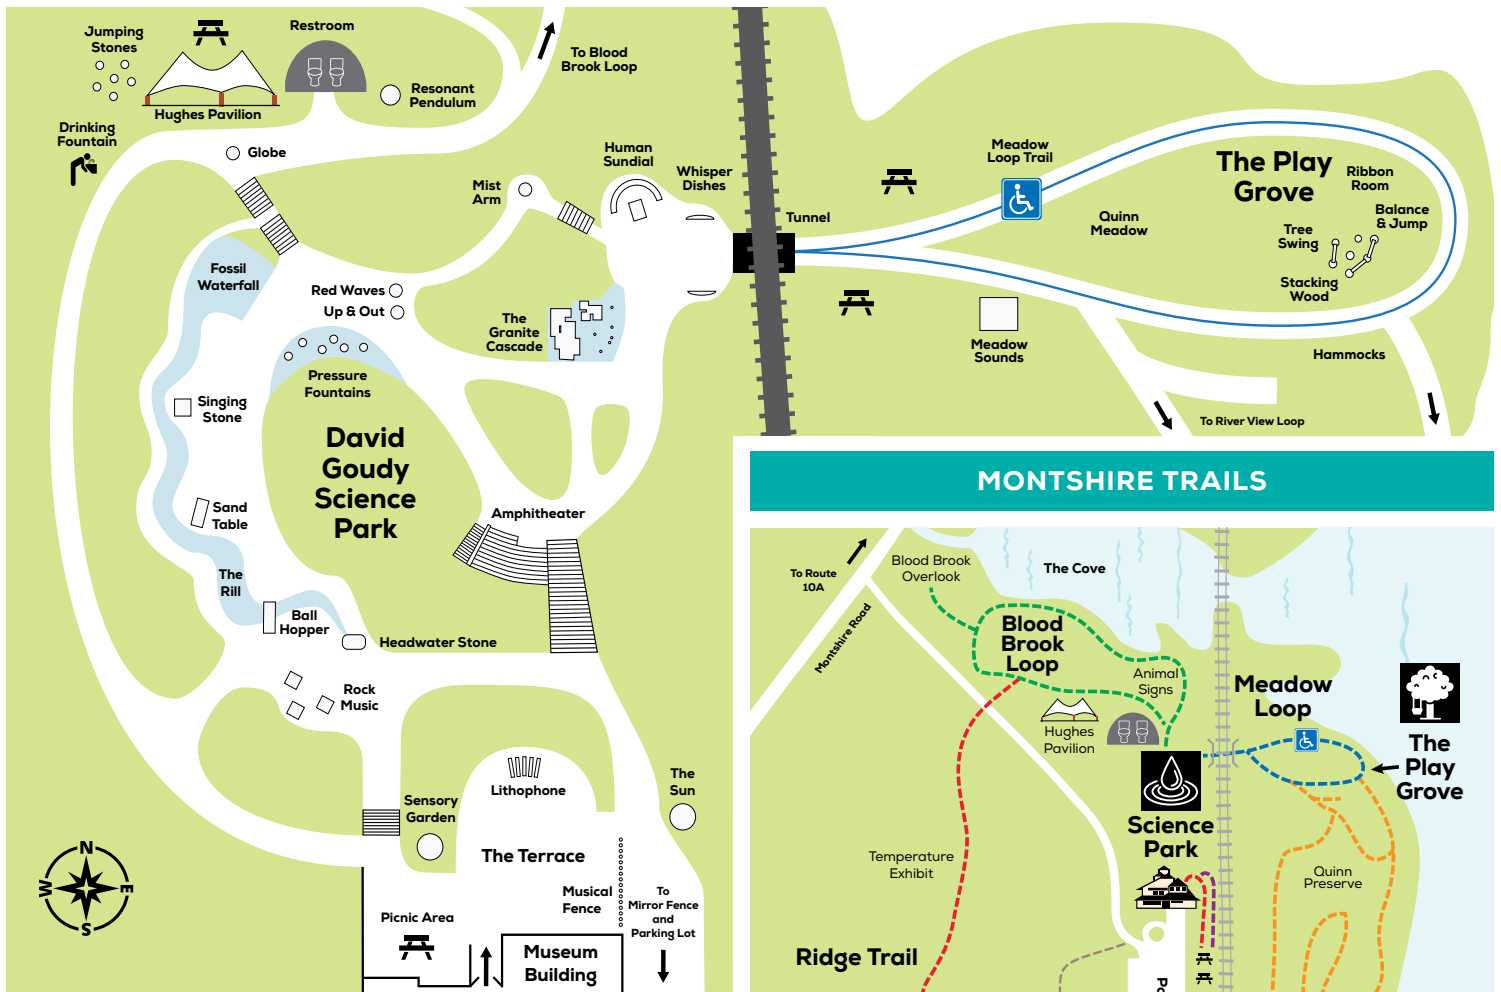 Jumping
Stones
Restroom
To Blood
Brook Loop
Resonant
Pendulum
Hughes Pavilion
Drinking
Fountain
Globe
Human
Sundial
Whisper
Dishes
Mist
Arm
Tunnel
Meadow
Loop Trail
The Play
Grove
Ribbon
Room
Balance
& Jump
Quinn
Meadow
Tree
Swing
Stacking
Wood
Fossil
Waterfall
Red Waves
Up & Out
The
Granite
Cascade
Meadow
Sounds
Hammocks
Pressure
Fountains
Singing
Stone
To River View Loop
David
Goudy
Science
Park
Sand
Table
Amphitheater
The
Rill
Ball
Hopper
Headwater Stone
Rock
Music
Lithophone
The
Sun
Sensory
Garden
The Terrace
Musical
Fence
To
Mirror Fence
and
Parking Lot
Picnic Area
Museum
Building
N
E
S
W
MONTSHIRE TRAILS
To Route
10A
Montshire Road
Blood Brook
Overlook
The Cove
Blood
Brook
Loop
Animal
Signs
Hughes
Pavilion
Meadow
Loop
The
Play
Grove
Science
Park
Temperature
Exhibit
Quinn
Preserve
Ridge Trail